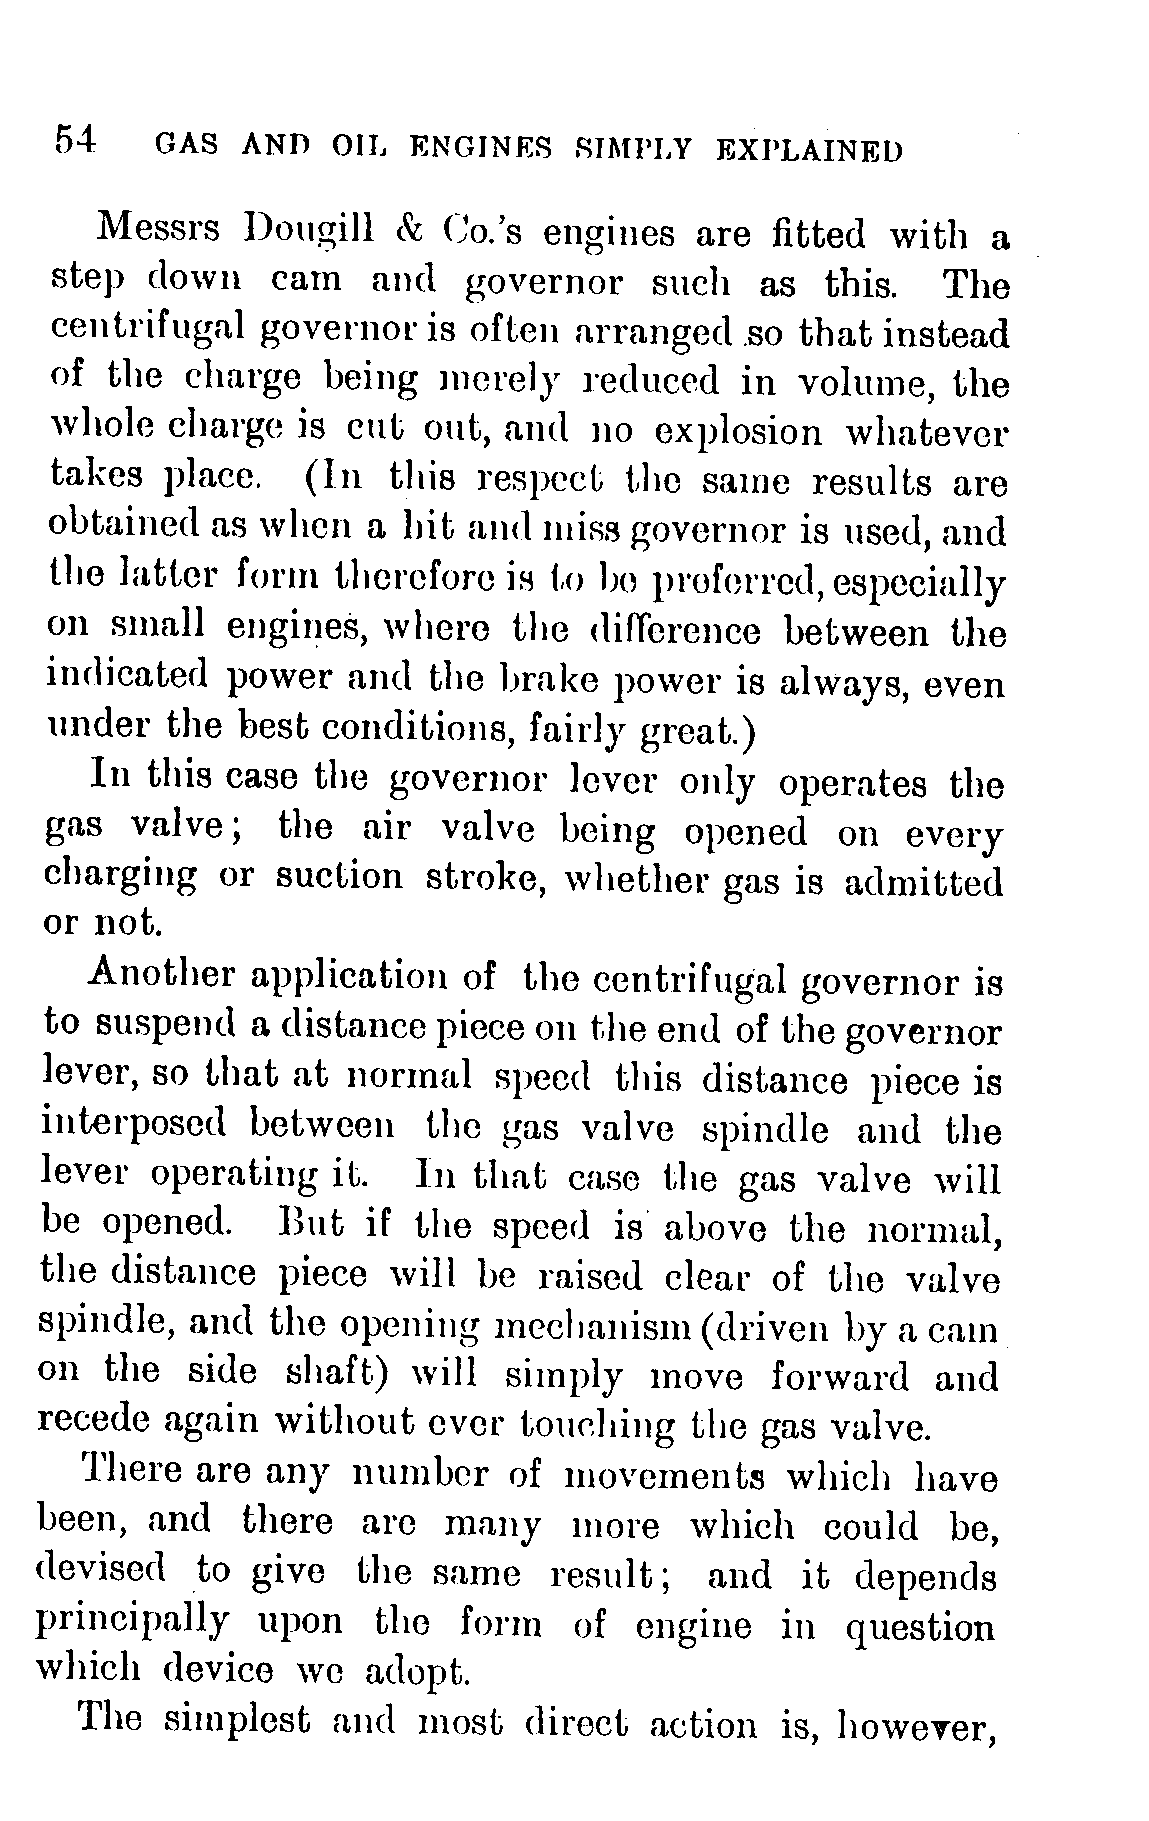 54 GAS AND OIL ENGINES SIMPLY EXPLAINED
Messrs Dougill & Co.'s engines are fitted with a
step down cam and governor such as this. The
centrifugal governor is often arranged so that instead
of the charge being merely reduced in volume, the
whole charge is cut out, and no explosion whatever
takes place. (In this respect the same results are
obtained as when a hit and miss governor is used, and
the latter form therefore is to be preferred, especially
on small engines, where the difference between the
indicated power and the brake power is always, even
under the best conditions, fairly great.)
In this case the governor lever only operates the
gas valve; the air valve being opened on every
charging or suction stroke, whether gas is admitted
or not.
Another application of the centrifugal governor is
to suspend a distance piece on the end of the governor
lever, so that at normal speed this distance piece is
interposed between the gas valve spindle and the
lever operating it. In that case the gas valve will
be opened. But if the speed is above the normal,
the distance piece will be raised clear of the valve
spindle, and the opening mechanism (driven by a cam
on the side shaft) will simply move forward and
recede again without ever touching the gas valve.
There are any number of movements which have
been, and there are many more which could be,
devised to give the same result; and it depends
principally upon the form of engine in question
which device we adopt.
The simplest and most direct action is, however,